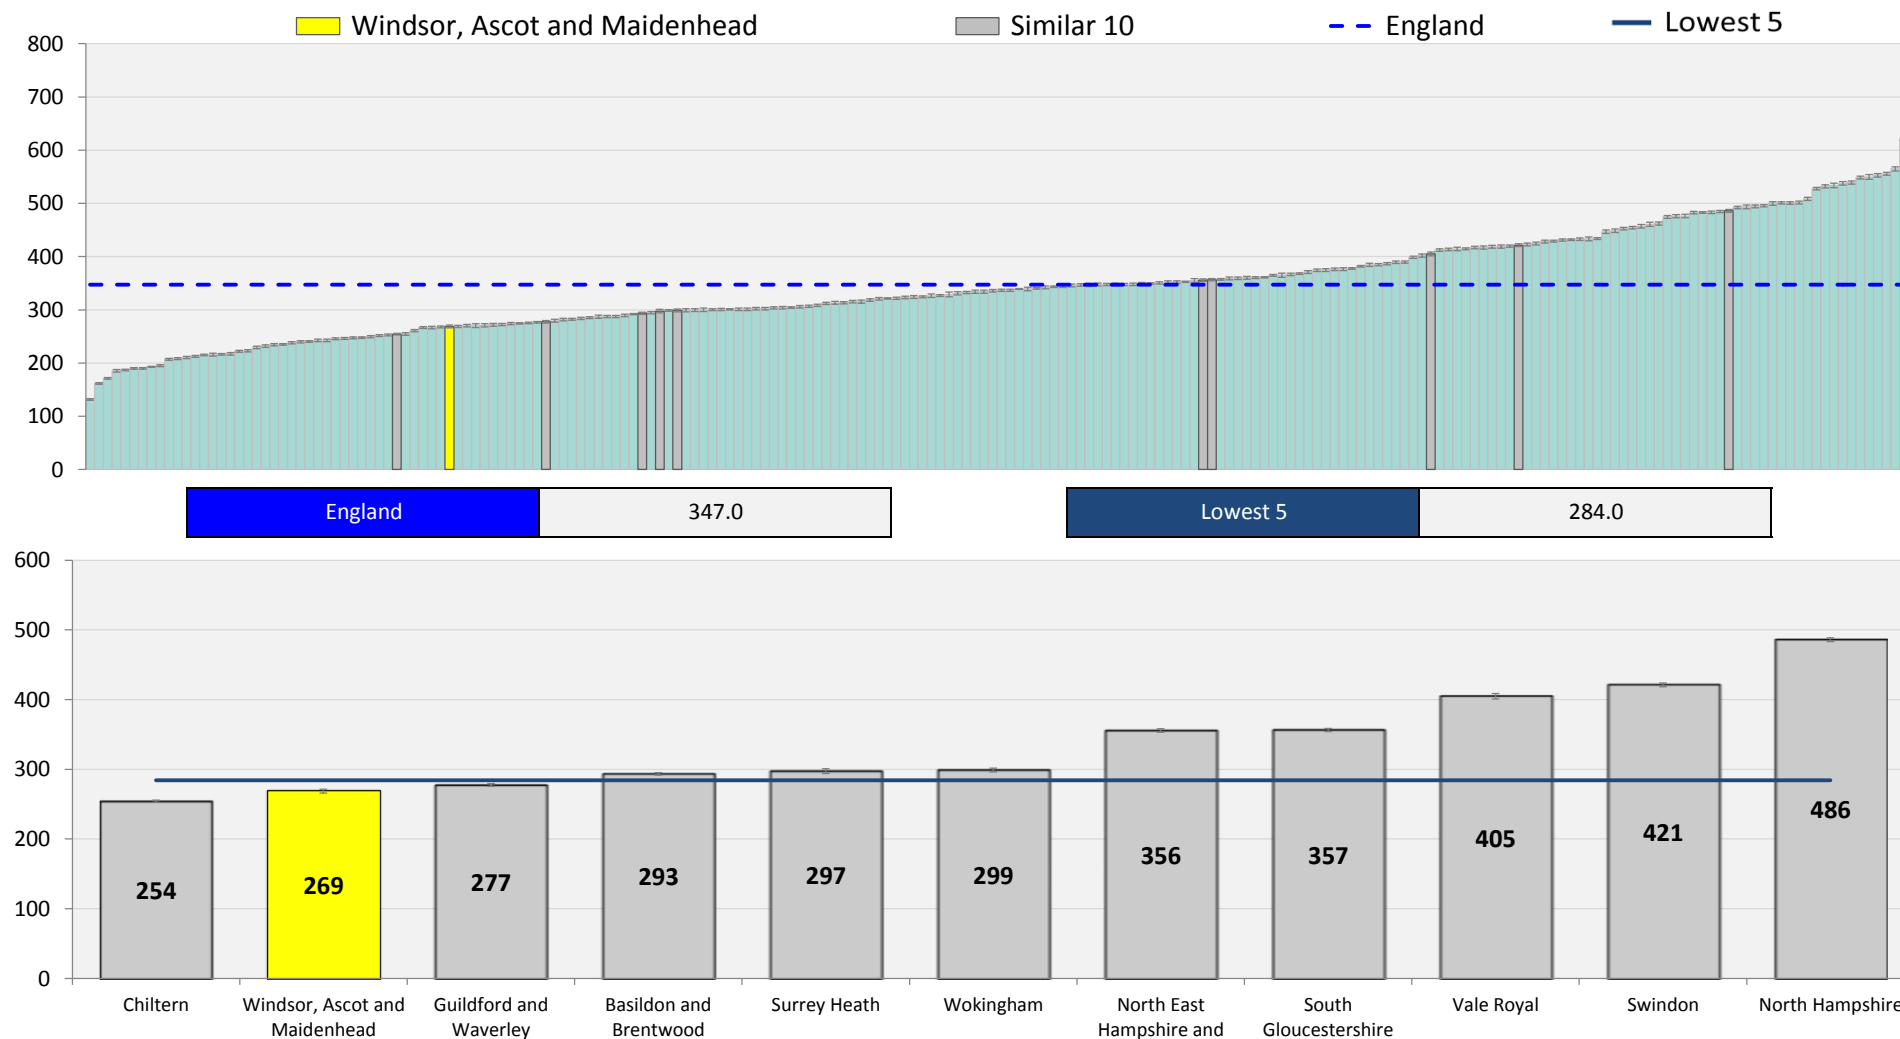 Windsor, Ascot and Maidenhead
Similar 10
England
Lowest 5
800
700
600
500
400
300
200
100
0
England
347.0
Lowest 5
284.0
600
500
400
300
200
100
0
254
269
277
293
297
299
356
357
405
421
486
Chiltern
Windsor, Ascot and
Maidenhead
Guildford and
Waverley
Basildon and
Brentwood
Surrey Heath
Wokingham
North East
Hampshire and
South
Gloucestershire
Vale Royal
Swindon
North Hampshire